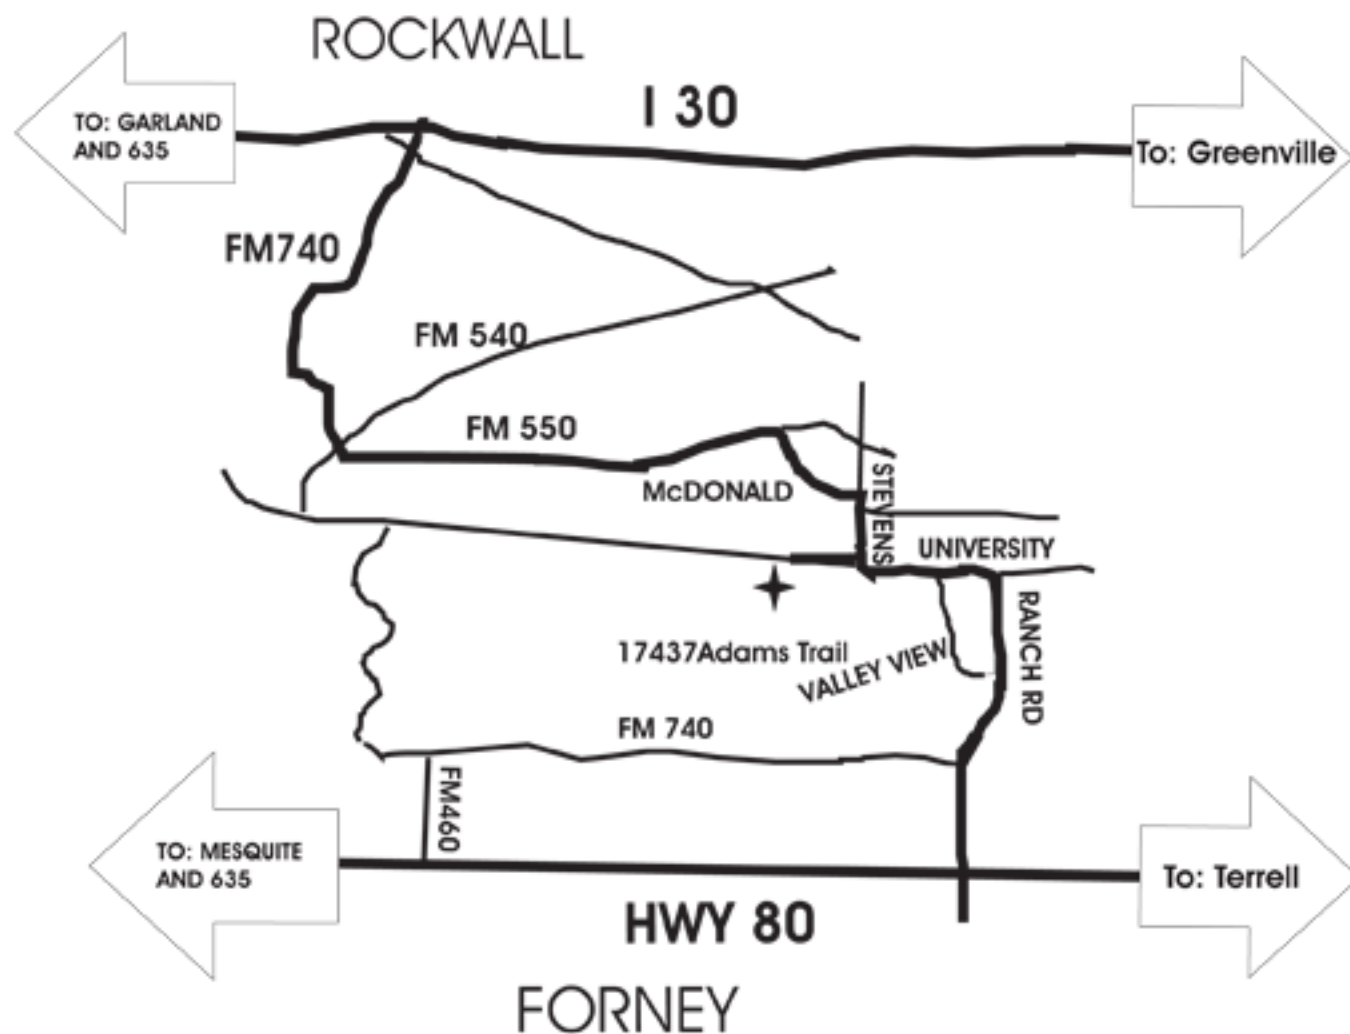 ROCKWALL
I 30
TO: GARLAND
AND 635
To: Greenville
FM740
FM 540
FM 550
McDONALD
STEVENS
UNIVERSITY
RANCH RD
17437Adams Trail
VALLEY VIEW
FM 740
FM460
TO: MESQUITE
AND 635
To: Terrell
HWY 80
FORNEY